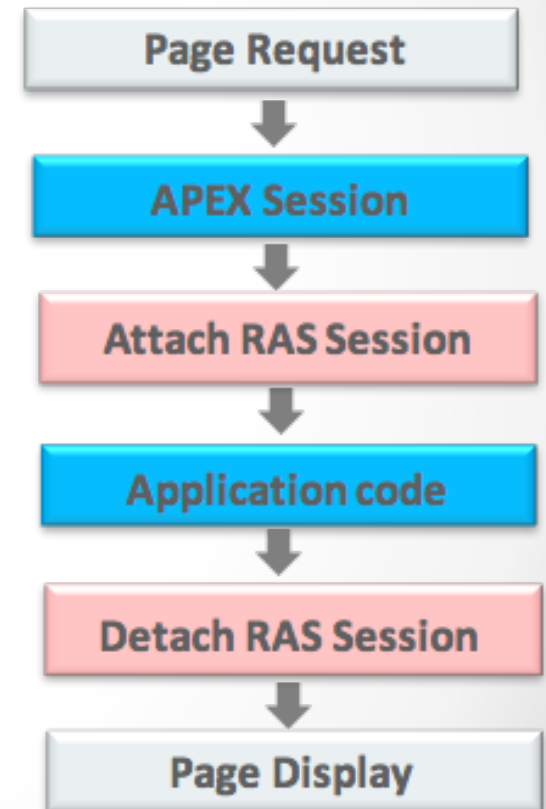 Page Request
APEX Session
Attach RAS Session
Application code
Detach RAS Session
Page Display